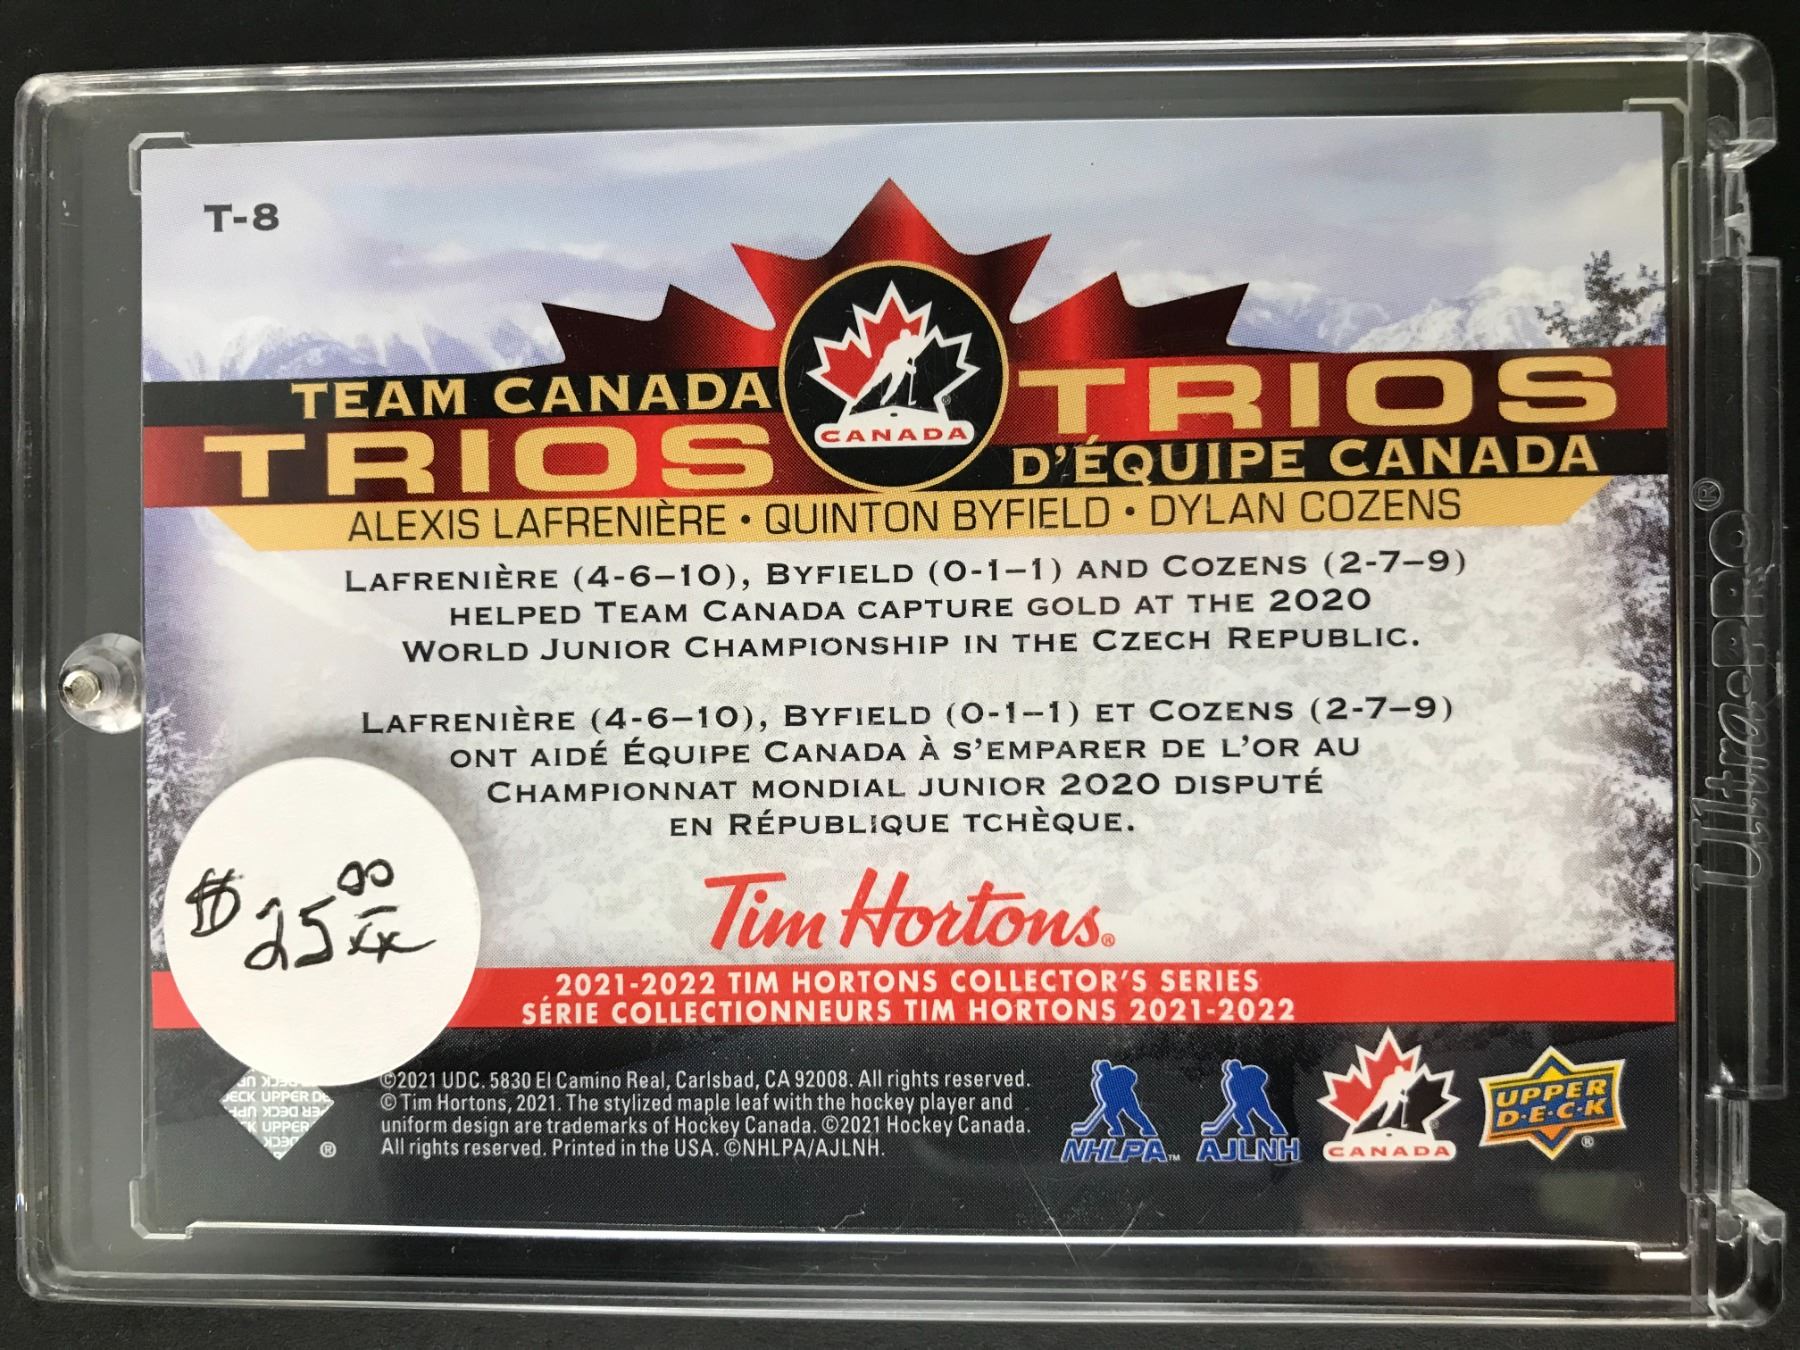 T-8
TEAM CANADA
TRIOS
CANADA
TRIOS
D'ÉQUIPE CANADA
ALEXIS LAFRENIÈRE • QUINTON BYFIELD • DYLAN COZENS
LAFRENIÈRE (4-6–10), BYFIELD (0-1–1) AND COZENS (2-7–9)
HELPED TEAM CANADA CAPTURE GOLD AT THE 2020
WORLD JUNIOR CHAMPIONSHIP IN THE CZECH REPUBLIC.
LAFRENIÈRE (4-6–10), BYFIELD (0-1–1) ET COZENS (2-7–9)
ONT AIDÉ ÉQUIPE CANADA À S'EMPARER DE L'OR AU
CHAMPIONNAT MONDIAL JUNIOR 2020 DISPUTÉ
EN RÉPUBLIQUE TCHÈQUE.
$25.00
Tim Hortons®
2021-2022 TIM HORTONS COLLECTOR'S SERIES
SÉRIE COLLECTIONNEURS TIM HORTONS 2021-2022
©2021 UDC. 5830 El Camino Real, Carlsbad, CA 92008. All rights reserved.
© Tim Hortons, 2021. The stylized maple leaf with the hockey player and
uniform design are trademarks of Hockey Canada. ©2021 Hockey Canada.
All rights reserved. Printed in the USA. ©NHLPA/AJLNH.
NHLPA™
AJLNH
CANADA
UPPER
D·E·C·K
®
Ultra•PRO®